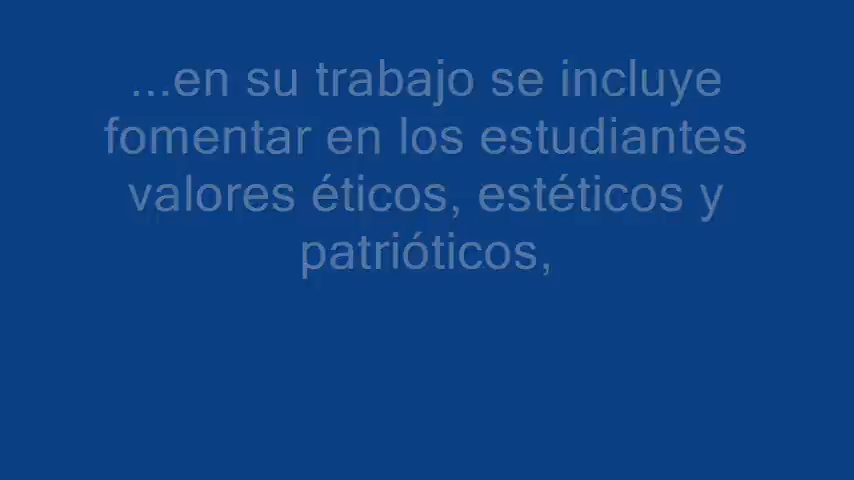 ...en su trabajo se incluye
fomentar en los estudiantes
valores éticos, estéticos y
patrióticos,